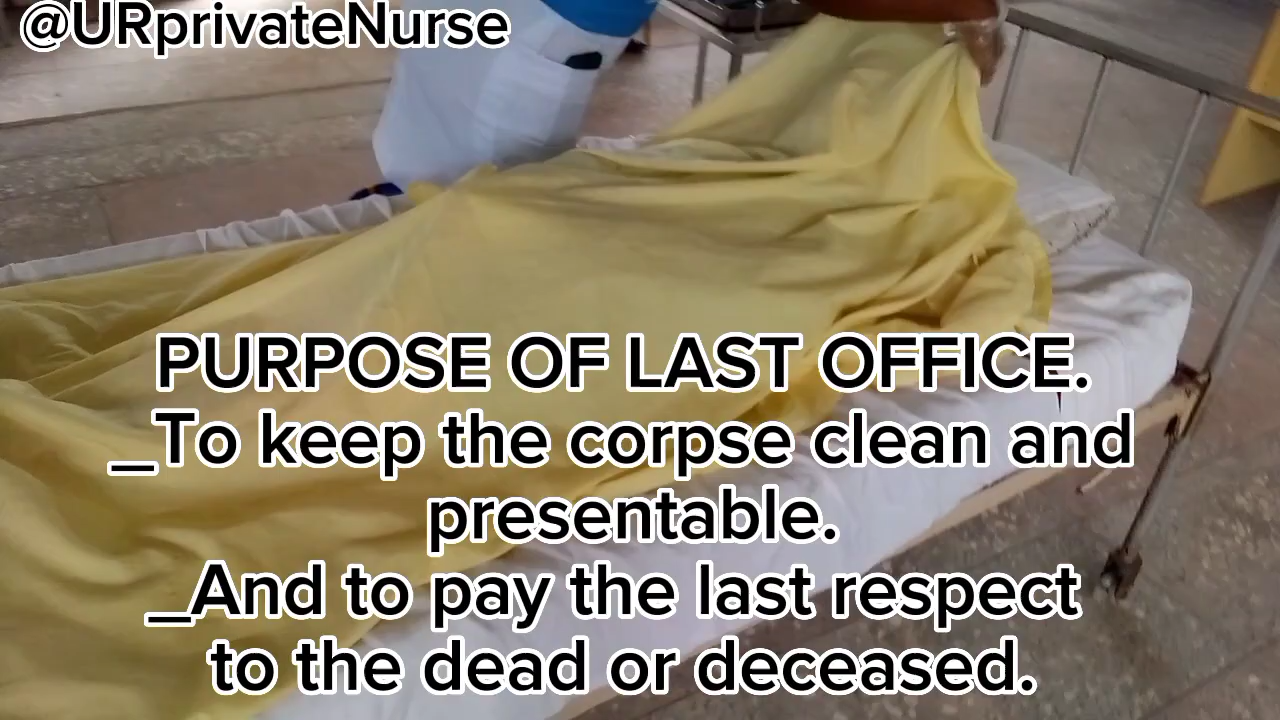 @URprivateNurse
PURPOSE OF LAST OFFICE.
_To keep the corpse clean and
presentable.
_And to pay the last respect
to the dead or deceased.